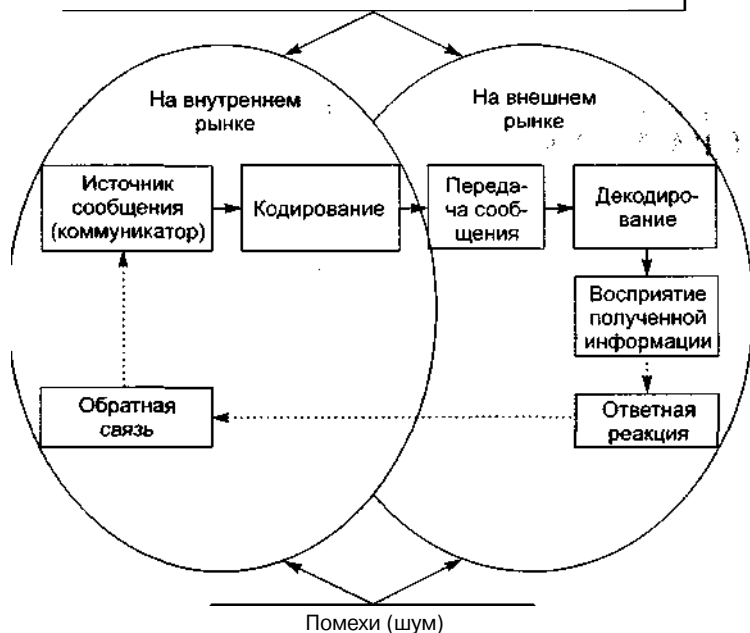 На внутреннем
рынке
На внешнем
рынке
Источник
сообщения
(коммуникатор)
Кодирование
Переда-
ча сооб-
щения
Декодиро-
вание
Восприятие
полученной
информации
Обратная
связь
Ответная
реакция
Помехи (шум)